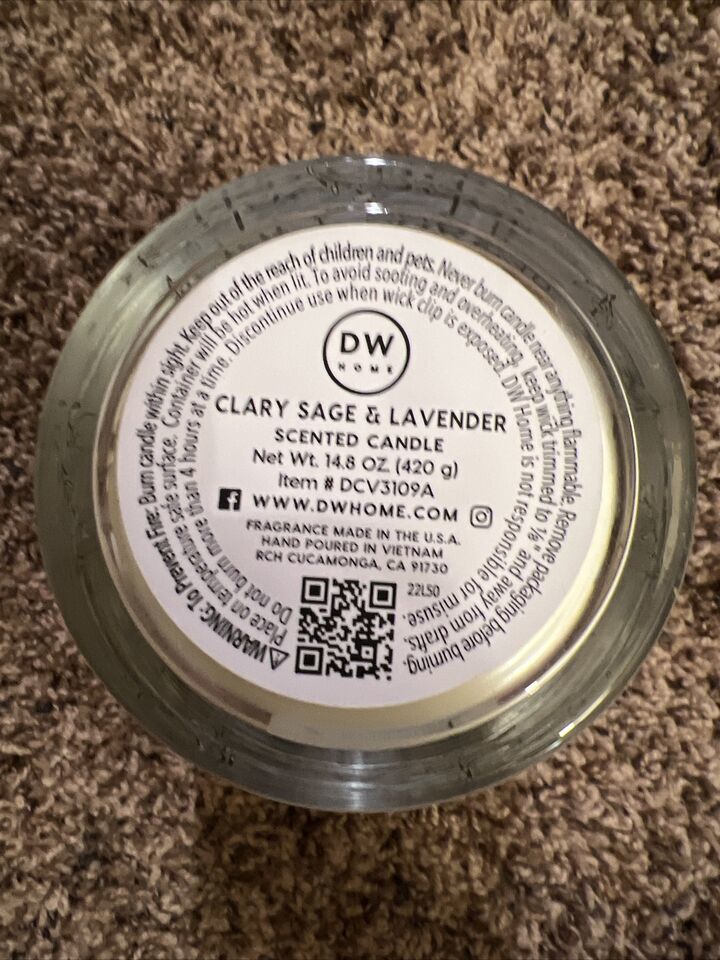 DW
HOME
CLARY SAGE & LAVENDER
SCENTED CANDLE
Net Wt. 14.8 OZ. (420 g)
Item # DCV3109A
WWW.DWHOME.COM
FRAGRANCE MADE IN THE U.S.A.
HAND POURED IN VIETNAM
RCH CUCAMONGA, CA 91730
22LS0
WARNING: To Prevent Fire: Burn candle within sight. Keep out of the reach of children and pets. Never burn candle near anything flammable. Remove packaging before burning.
Place on temperature safe surface. Container will be hot when lit. To avoid sooting and overheating, keep wick trimmed to ⅛" and away from drafts.
Do not burn more than 4 hours at a time. Discontinue use when wick clip is exposed. DW Home is not responsible for misuse.